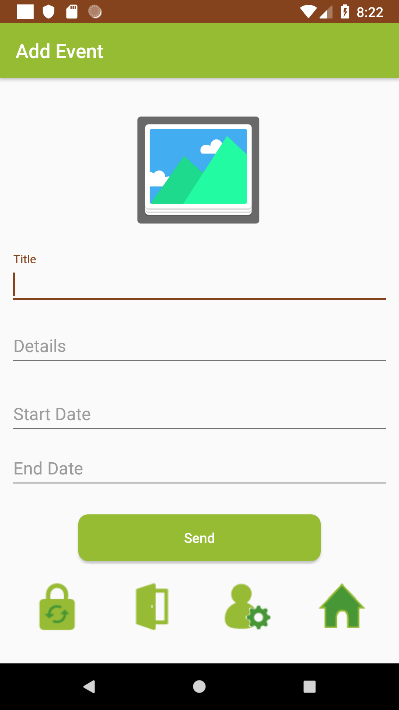 8:22
Add Event
Title
Details
Start Date
End Date
Send